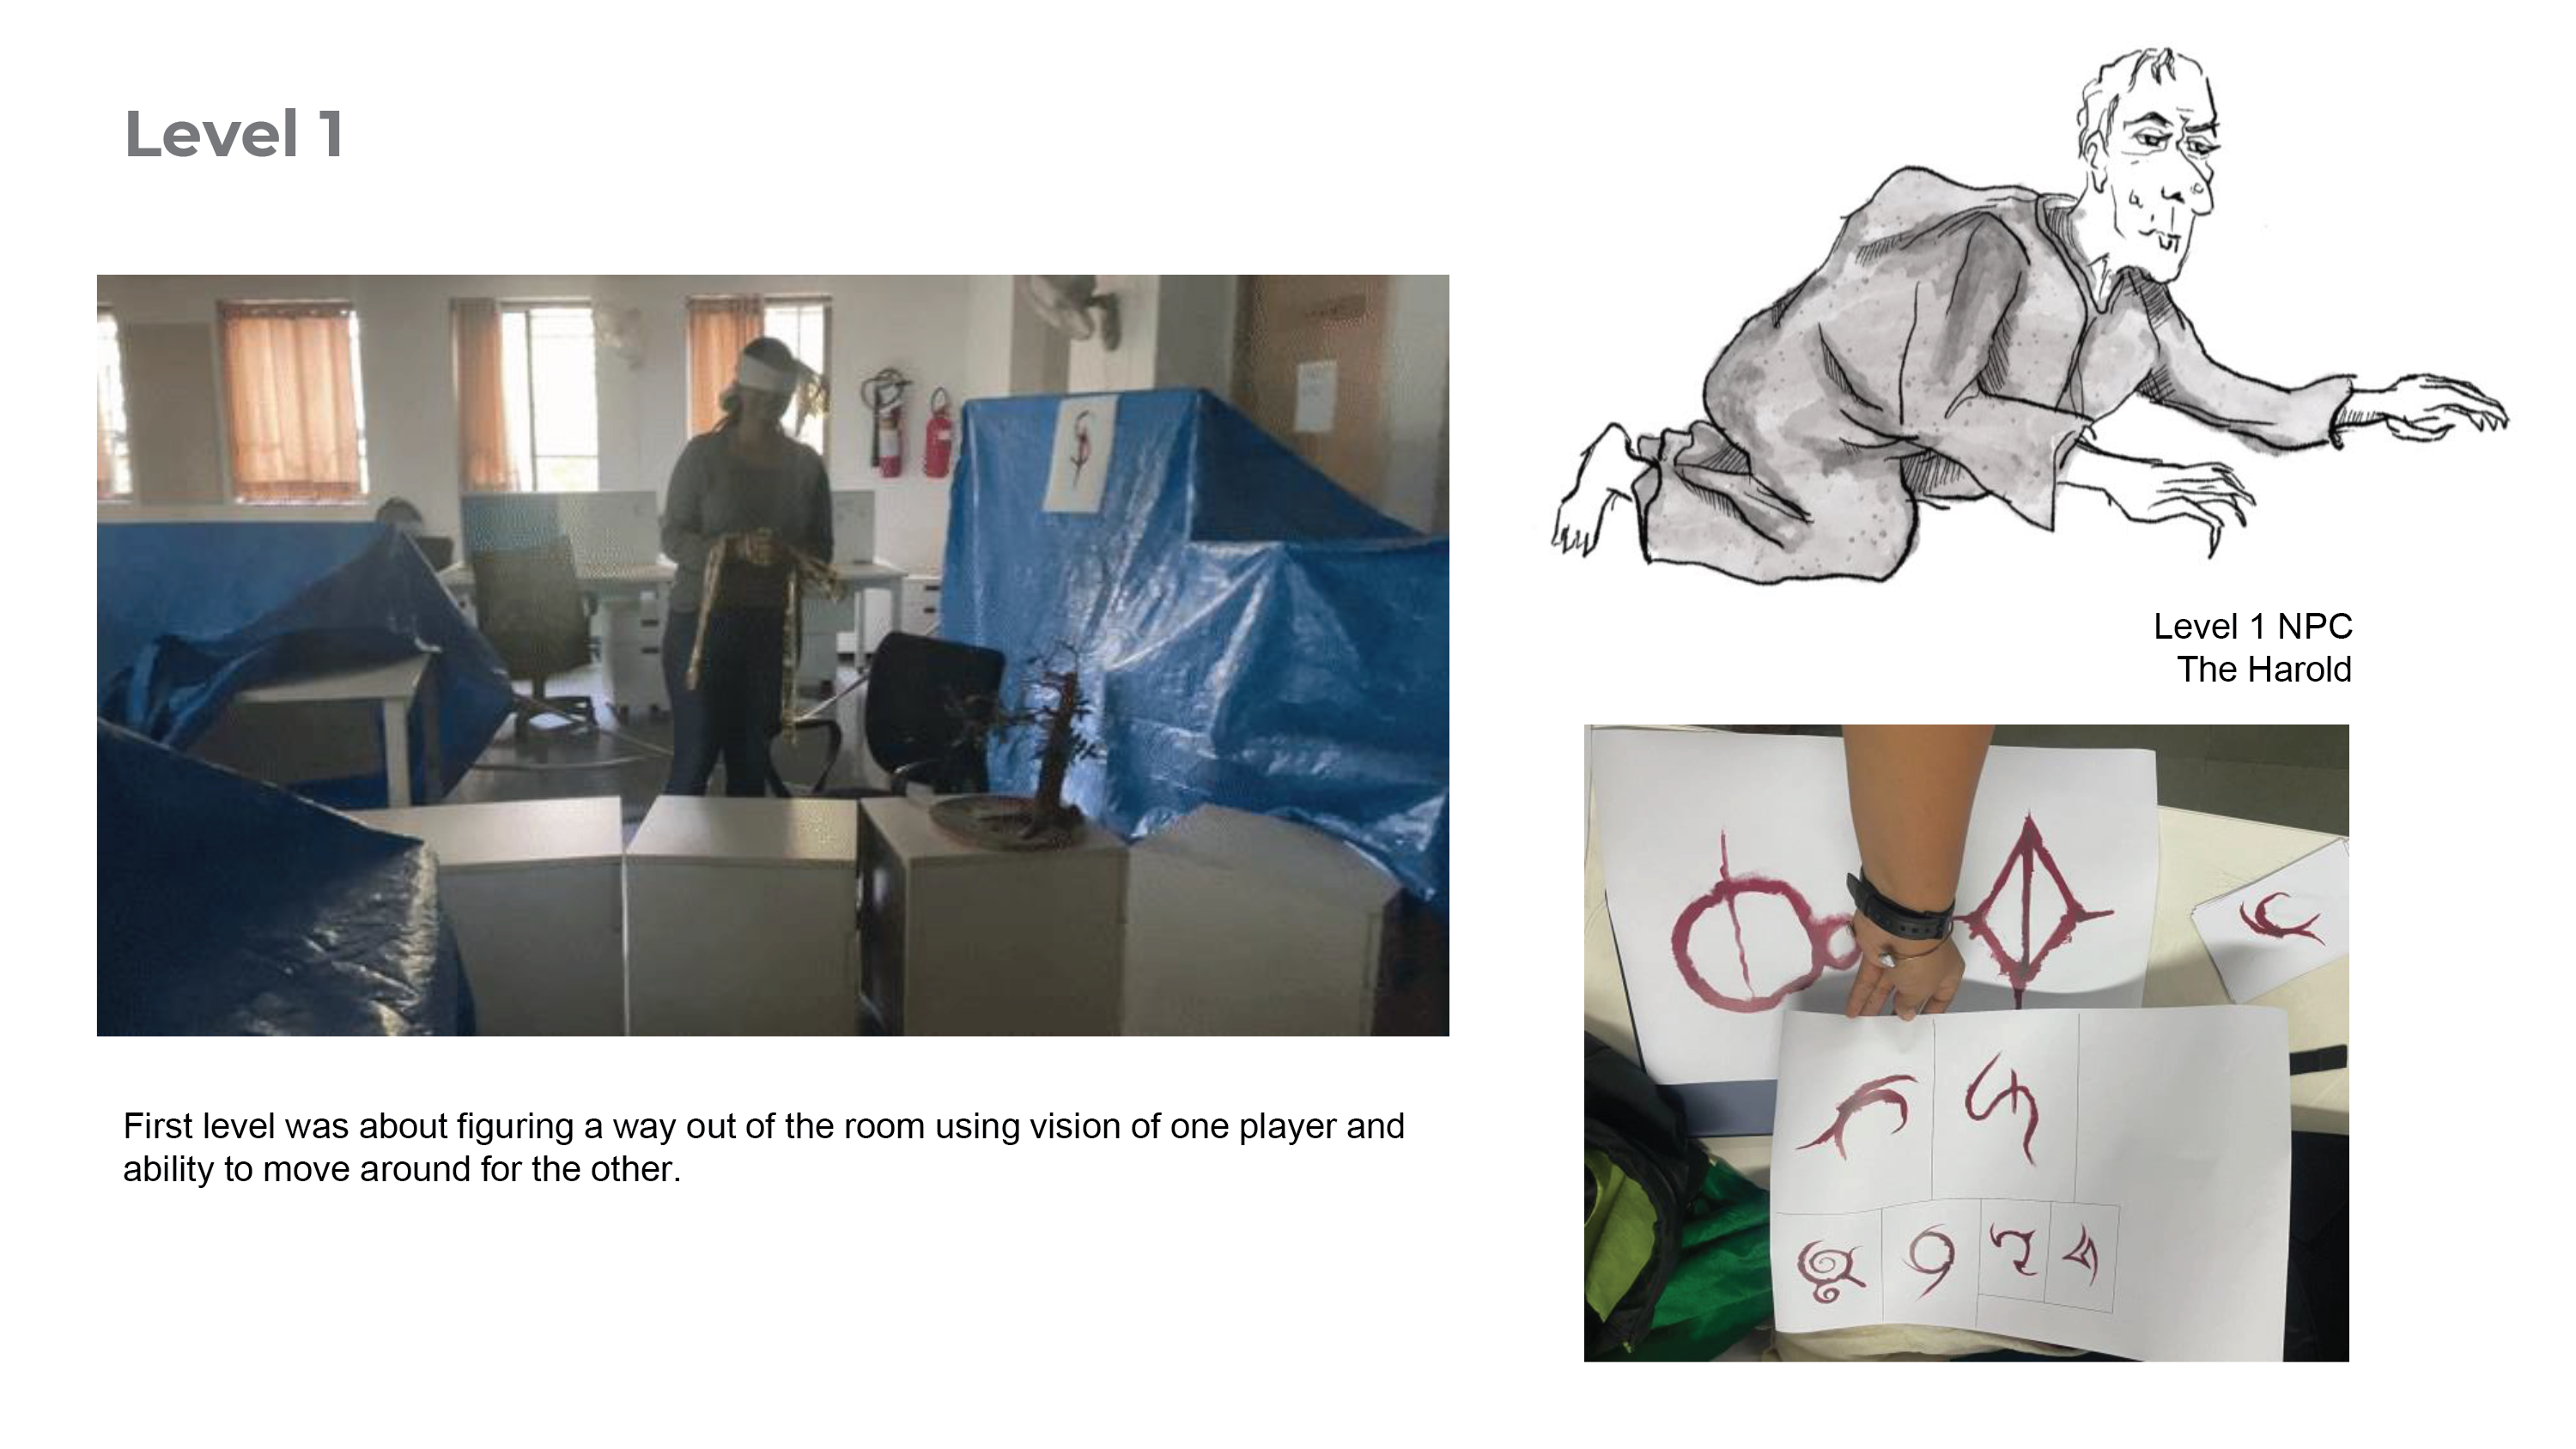 Level 1
First level was about figuring a way out of the room using vision of one player and
ability to move around for the other.
Level 1 NPC
The Harold